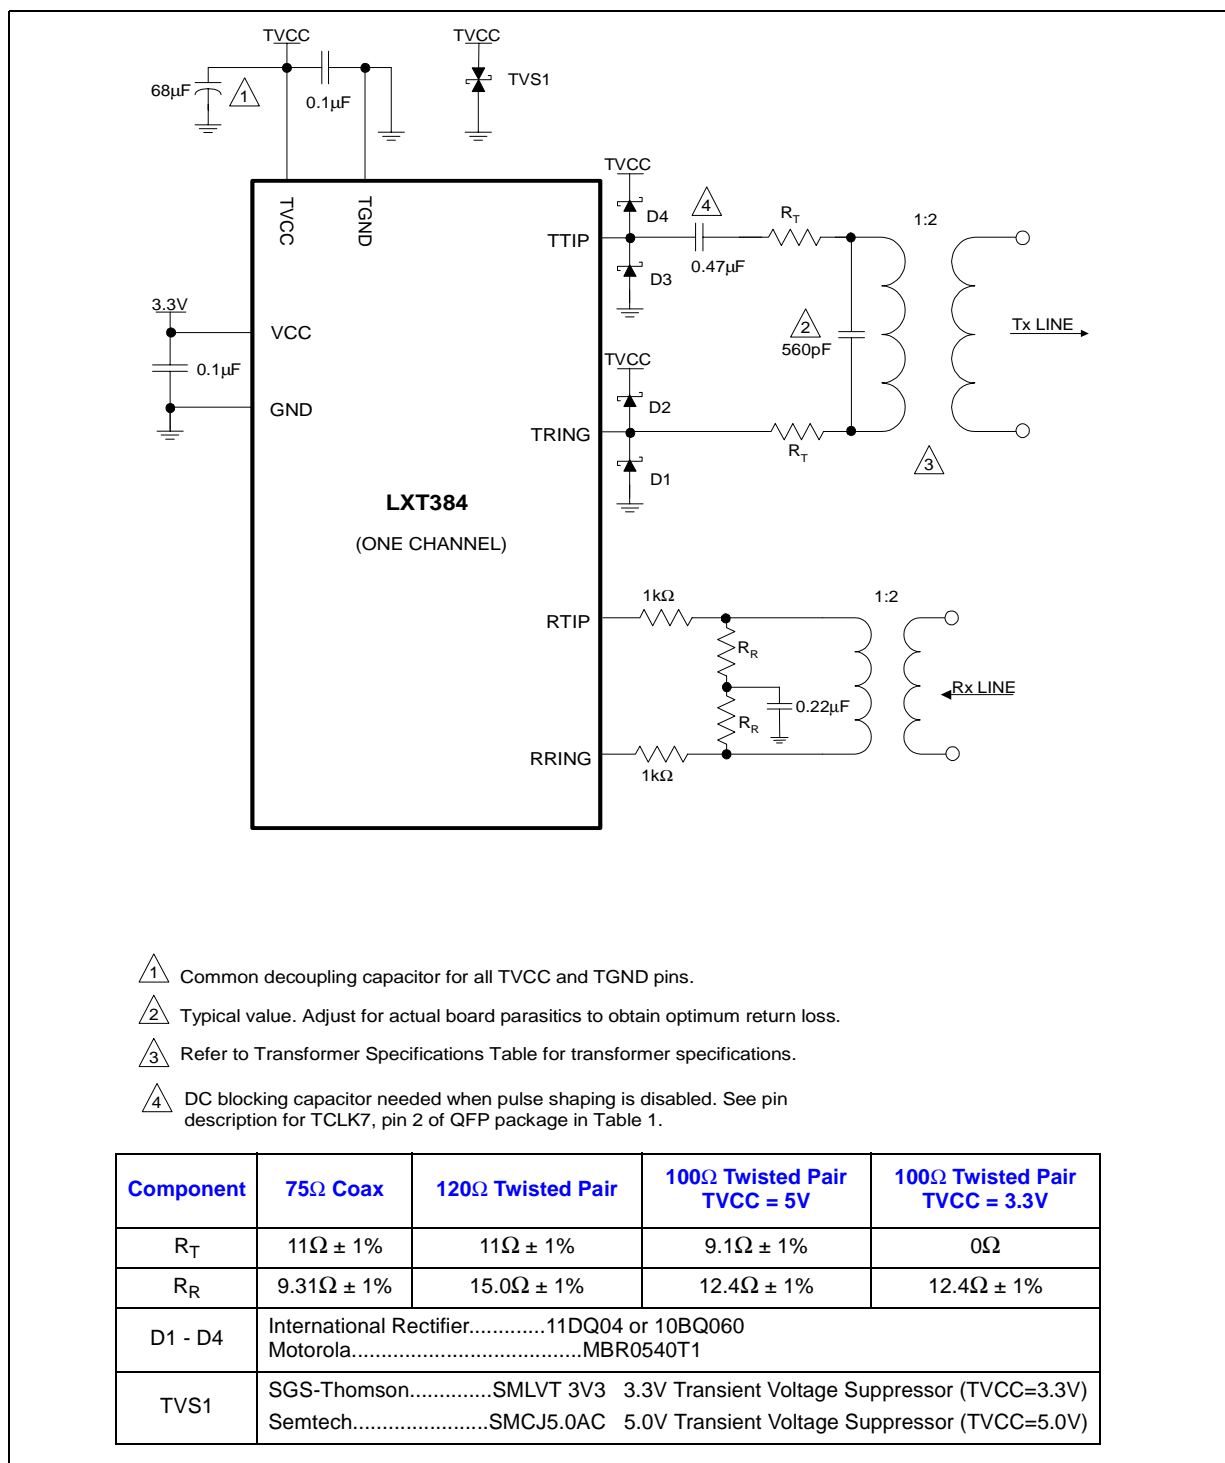 TVCC
TVCC
68µF
1
0.1µF
TVS1
TVCC
TVCC
TGND
D4
4
R_T
1:2
TTIP
0.47µF
D3
3.3V
VCC
2
560pF
Tx LINE
0.1µF
TVCC
GND
D2
TRING
R_T
3
D1
LXT384
(ONE CHANNEL)
1kΩ
1:2
RTIP
R_R
Rx LINE
0.22µF
R_R
RRING
1kΩ
1 Common decoupling capacitor for all TVCC and TGND pins.
2 Typical value. Adjust for actual board parasitics to obtain optimum return loss.
3 Refer to Transformer Specifications Table for transformer specifications.
4 DC blocking capacitor needed when pulse shaping is disabled. See pin
description for TCLK7, pin 2 of QFP package in Table 1.
Component 75Ω Coax 120Ω Twisted Pair 100Ω Twisted Pair TVCC = 5V 100Ω Twisted Pair TVCC = 3.3V
R_T 11Ω ± 1% 11Ω ± 1% 9.1Ω ± 1% 0Ω
R_R 9.31Ω ± 1% 15.0Ω ± 1% 12.4Ω ± 1% 12.4Ω ± 1%
D1 - D4 International Rectifier.............11DQ04 or 10BQ060
Motorola.......................................MBR0540T1
TVS1 SGS-Thomson..............SMLVT 3V3 3.3V Transient Voltage Suppressor (TVCC=3.3V)
Semtech.......................SMCJ5.0AC 5.0V Transient Voltage Suppressor (TVCC=5.0V)